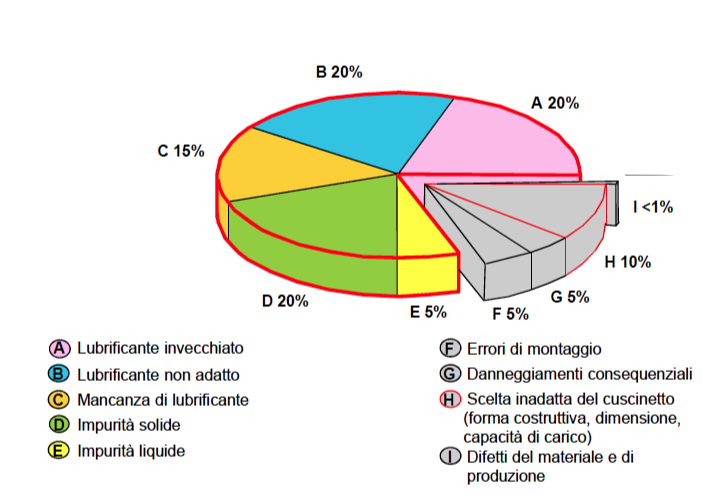 B 20%
A 20%
C 15%
I <1%
H 10%
D 20%
G 5%
E 5%
F 5%
A Lubrificante invecchiato
B Lubrificante non adatto
C Mancanza di lubrificante
D Impurità solide
E Impurità liquide
F Errori di montaggio
G Danneggiamenti consequenziali
H Scelta inadatta del cuscinetto
(forma costruttiva, dimensione,
capacità di carico)
I Difetti del materiale e di
produzione